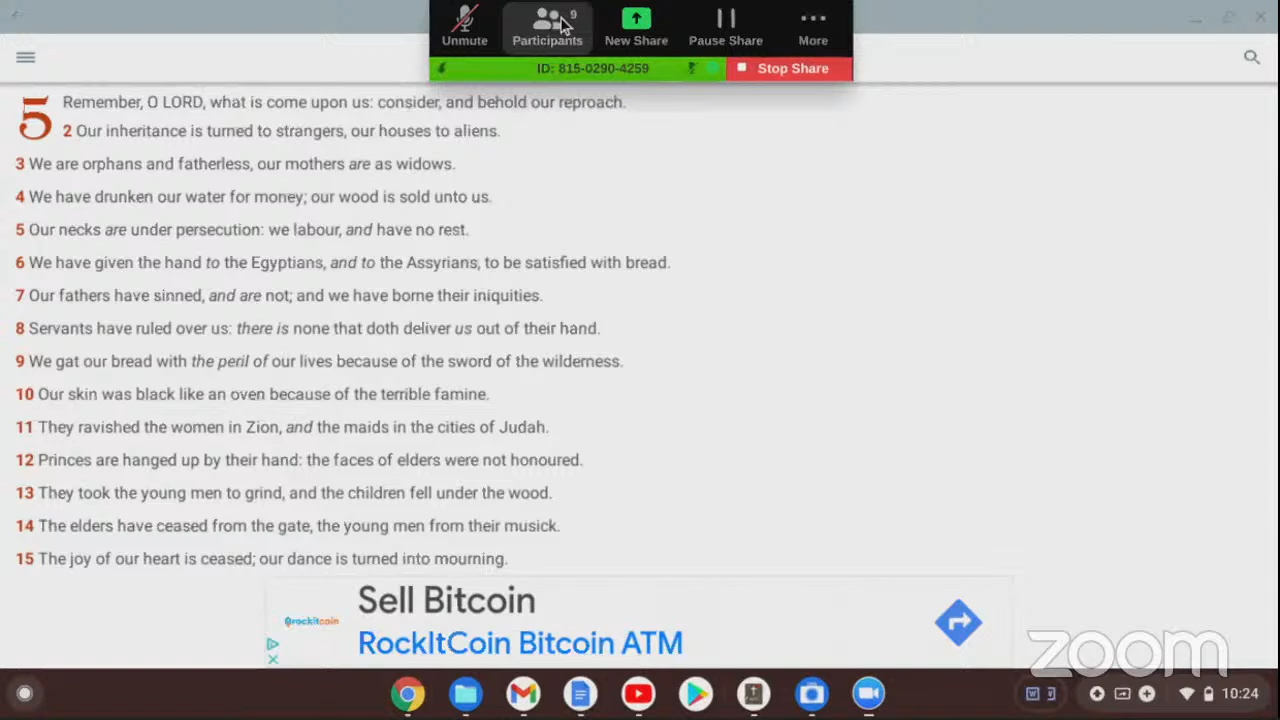 9
Unmute
Participants
New Share
Pause Share
More
ID: 815-0290-4259
Stop Share
5 Remember, O LORD, what is come upon us: consider, and behold our reproach.
2 Our inheritance is turned to strangers, our houses to aliens.
3 We are orphans and fatherless, our mothers are as widows.
4 We have drunken our water for money; our wood is sold unto us.
5 Our necks are under persecution: we labour, and have no rest.
6 We have given the hand to the Egyptians, and to the Assyrians, to be satisfied with bread.
7 Our fathers have sinned, and are not; and we have borne their iniquities.
8 Servants have ruled over us: there is none that doth deliver us out of their hand.
9 We gat our bread with the peril of our lives because of the sword of the wilderness.
10 Our skin was black like an oven because of the terrible famine.
11 They ravished the women in Zion, and the maids in the cities of Judah.
12 Princes are hanged up by their hand: the faces of elders were not honoured.
13 They took the young men to grind, and the children fell under the wood.
14 The elders have ceased from the gate, the young men from their musick.
15 The joy of our heart is ceased; our dance is turned into mourning.
Sell Bitcoin
rockitcoin
RockItCoin Bitcoin ATM
zoom
10:24